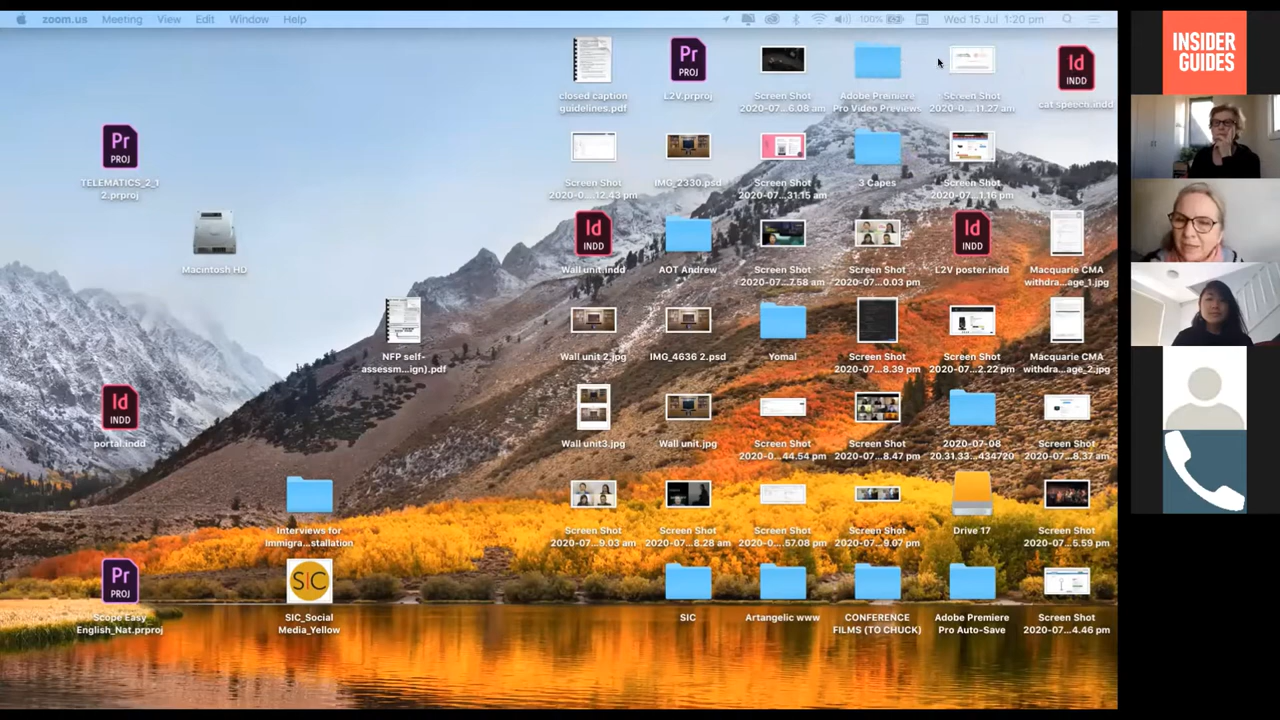 zoom.us Meeting View Edit Window Help 100% Wed 15 Jul 1:20 pm
INSIDER
GUIDES
closed caption
guidelines.pdf
L2V.prproj
Screen Shot
2020-07...6.08 am
Adobe Premiere
Pro Video Previews
Screen Shot
2020-0....11.27 am
cat speech.indd
TELEMATICS_2_1
2.prproj
Screen Shot
2020-0....12.43 pm
IMG_2330.psd
Screen Shot
2020-07...31.15 am
3 Capes
Screen Shot
2020-07...1.16 pm
Macintosh HD
Wall unit.indd
AOT Andrew
Screen Shot
2020-07...7.58 am
Screen Shot
2020-07...0.03 pm
L2V poster.indd
Macquarie CMA
withdra...age_1.jpg
NFP self-
assessm...ign).pdf
Wall unit 2.jpg
IMG_4636 2.psd
Yomal
Screen Shot
2020-07...8.39 pm
Screen Shot
2020-07...2.22 pm
Macquarie CMA
withdra...age_2.jpg
portal.indd
Wall unit3.jpg
Wall unit.jpg
Screen Shot
2020-0...44.54 pm
Screen Shot
2020-07...8.47 pm
2020-07-08
20.31.33...434720
Screen Shot
2020-07...8.37 am
Interviews for
Immigra...stallation
Screen Shot
2020-07...9.03 am
Screen Shot
2020-07...8.28 am
Screen Shot
2020-0...57.08 pm
Screen Shot
2020-07...9.07 pm
Drive 17
Screen Shot
2020-07...5.59 pm
Scope Easy
English_Nat.prproj
SIC
SIC_Social
Media_Yellow
SIC
Artangelic www
CONFERENCE
FILMS (TO CHUCK)
Adobe Premiere
Pro Auto-Save
Screen Shot
2020-07...4.46 pm
Pr
PROJ
Pr
PROJ
Pr
PROJ
Id
INDD
Id
INDD
Id
INDD
Id
INDD